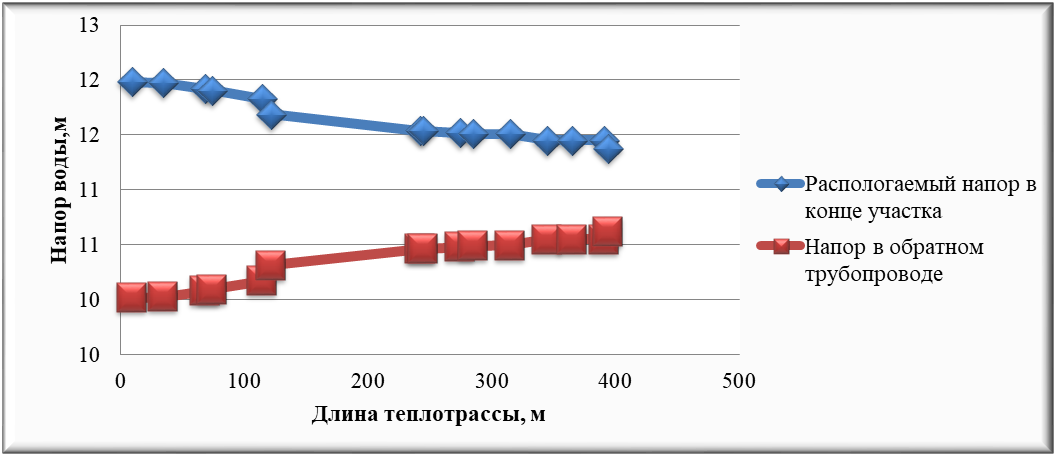 13
12
12
11
11
10
10
Напор воды,м
0 100 200 300 400 500
Длина теплотрассы, м
Распологаемый напор в
конце участка
Напор в обратном
трубопроводе